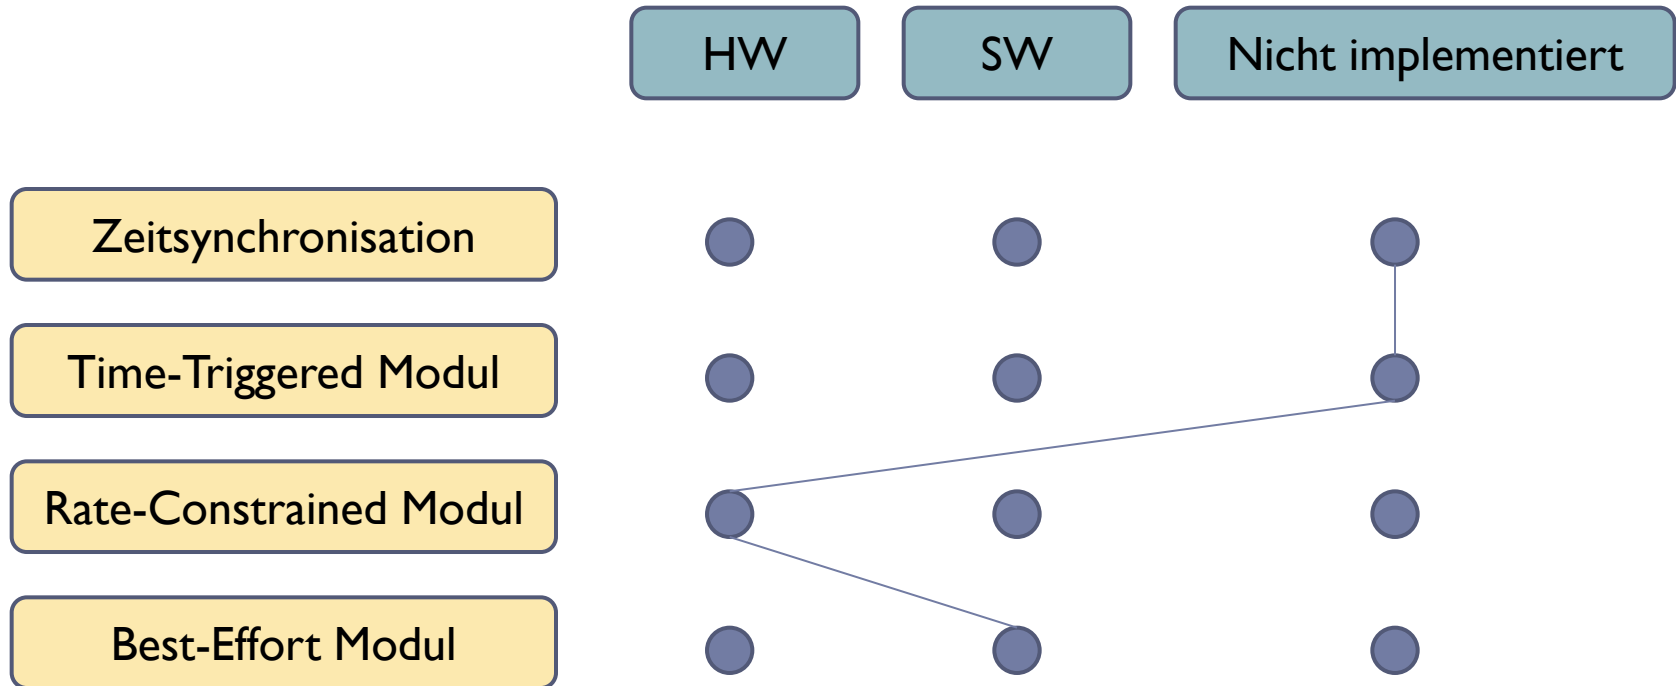 HW
SW
Nicht implementiert
Zeitsynchronisation
Time-Triggered Modul
Rate-Constrained Modul
Best-Effort Modul